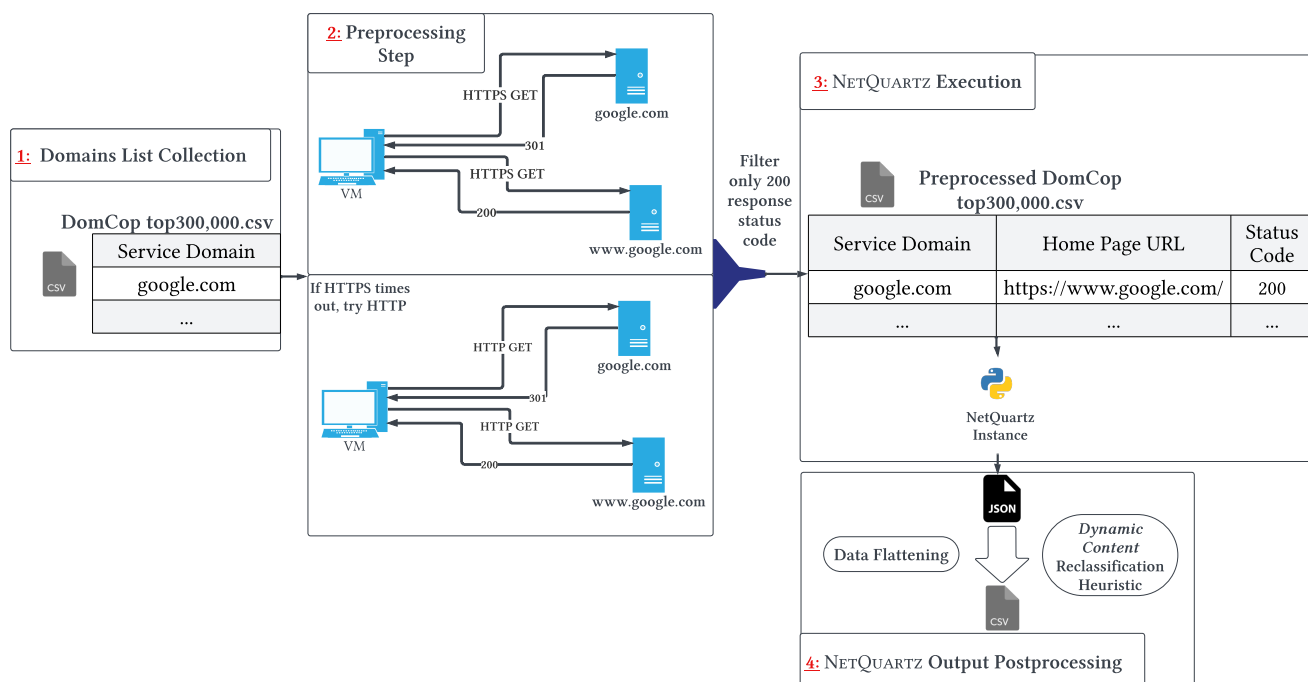 1: Domains List Collection
DomCop top300,000.csv
CSV
Service Domain
google.com
...
2: Preprocessing
Step
HTTPS GET
google.com
301
VM
HTTPS GET
200
www.google.com
If HTTPS times
out, try HTTP
HTTP GET
google.com
301
VM
HTTP GET
200
www.google.com
Filter
only 200
response
status
code
3: NETQUARTZ Execution
CSV
Preprocessed DomCop
top300,000.csv
Service Domain
Home Page URL
Status
Code
google.com
https://www.google.com/
200
...
...
...
NetQuartz
Instance
JSON
Data Flattening
Dynamic
Content
Reclassification
Heuristic
CSV
4: NETQUARTZ Output Postprocessing